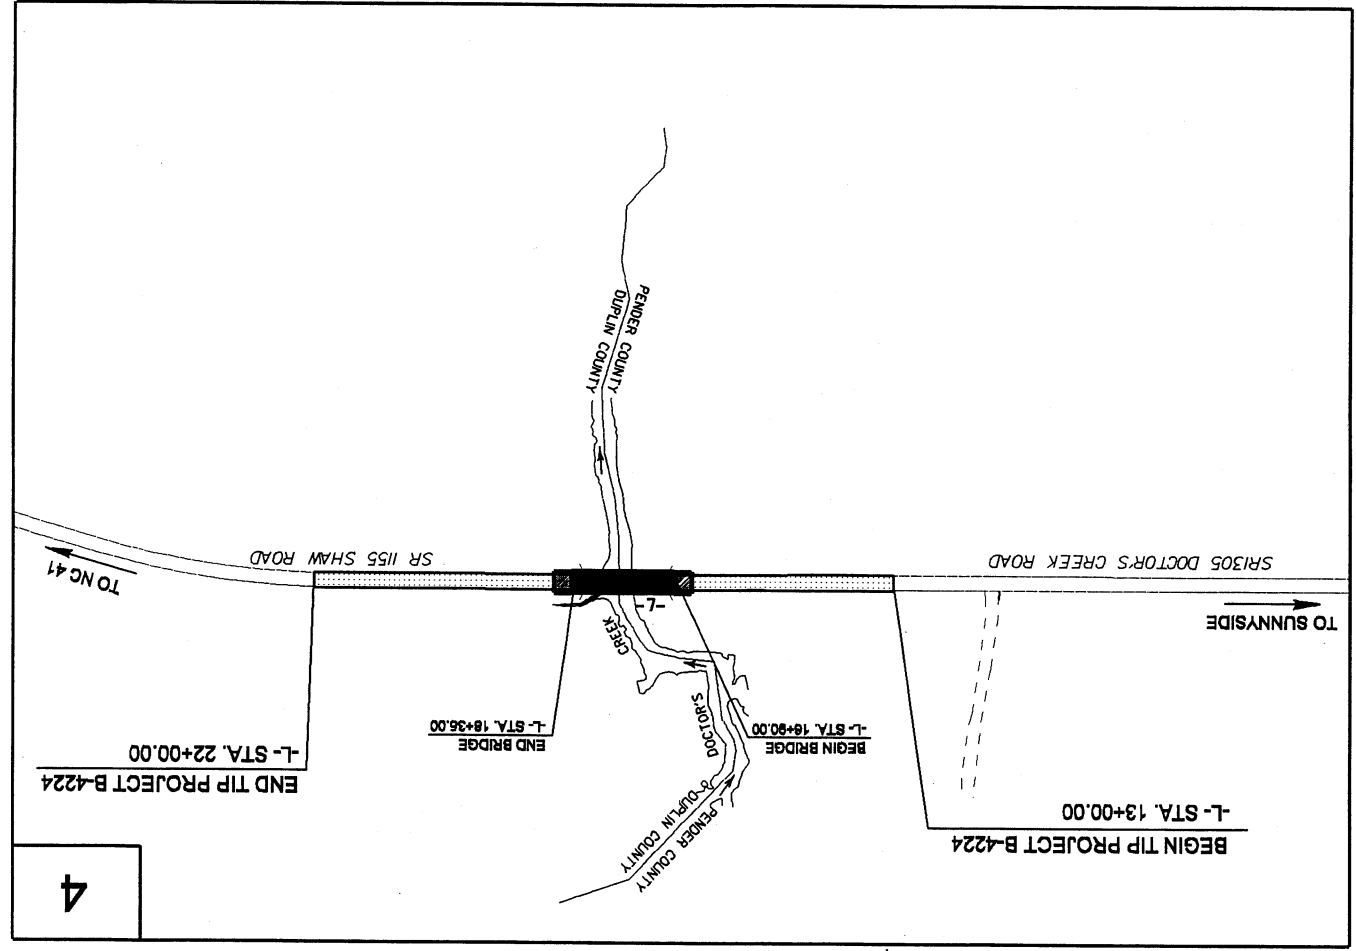 4
BEGIN TIP PROJECT B-4224
-L- STA. 13+00.00
PENDER COUNTY
DUPLIN COUNTY
END TIP PROJECT B-4224
-L- STA. 22+00.00
BEGIN BRIDGE
-L- STA. 16+90.00
DOCTOR'S
CREEK
END BRIDGE
-L- STA. 18+35.00
TO SUNNYSIDE
-L-
TO NC 41
SR1305 DOCTOR'S CREEK ROAD
SR 1155 SHAW ROAD
DUPLIN COUNTY
PENDER COUNTY